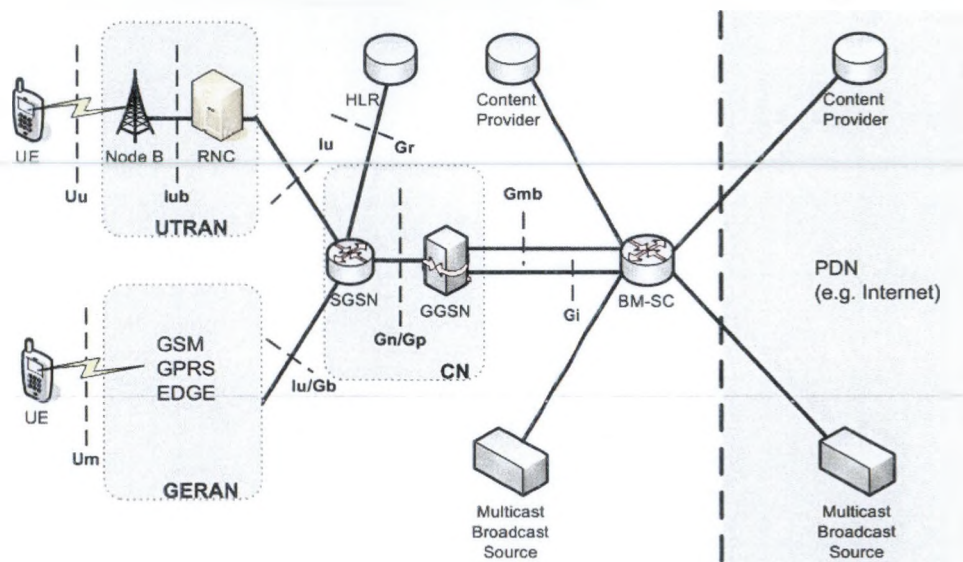 UE
Uu
Node B
Iub
RNC
UTRAN
Iu
HLR
Gr
Content
Provider
Content
Provider
Gmb
SGSN
GGSN
Gn/Gp
CN
Gi
BM-SC
PDN
(e.g. Internet)
UE
Um
GSM
GPRS
EDGE
GERAN
Iu/Gb
Multicast
Broadcast
Source
Multicast
Broadcast
Source